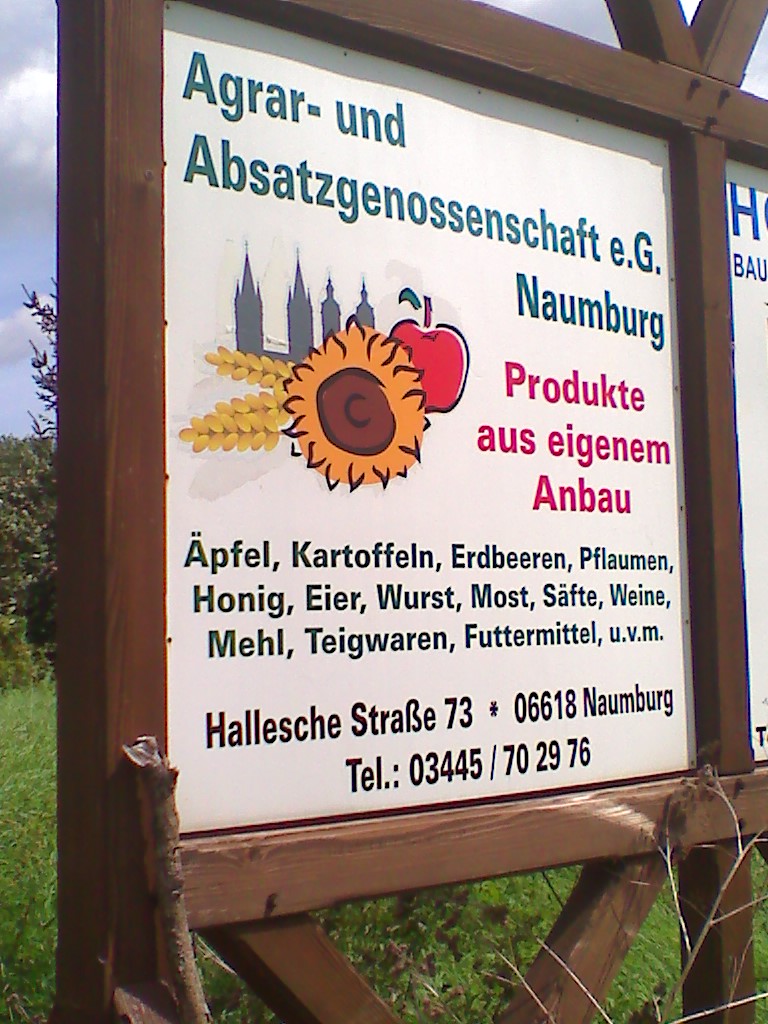 Agrar- und
Absatzgenossenschaft e.G.
Naumburg
Produkte
aus eigenem
Anbau
Äpfel, Kartoffeln, Erdbeeren, Pflaumen,
Honig, Eier, Wurst, Most, Säfte, Weine,
Mehl, Teigwaren, Futtermittel, u.v.m.
Hallesche Straße 73 * 06618 Naumburg
Tel.: 03445 / 70 29 76